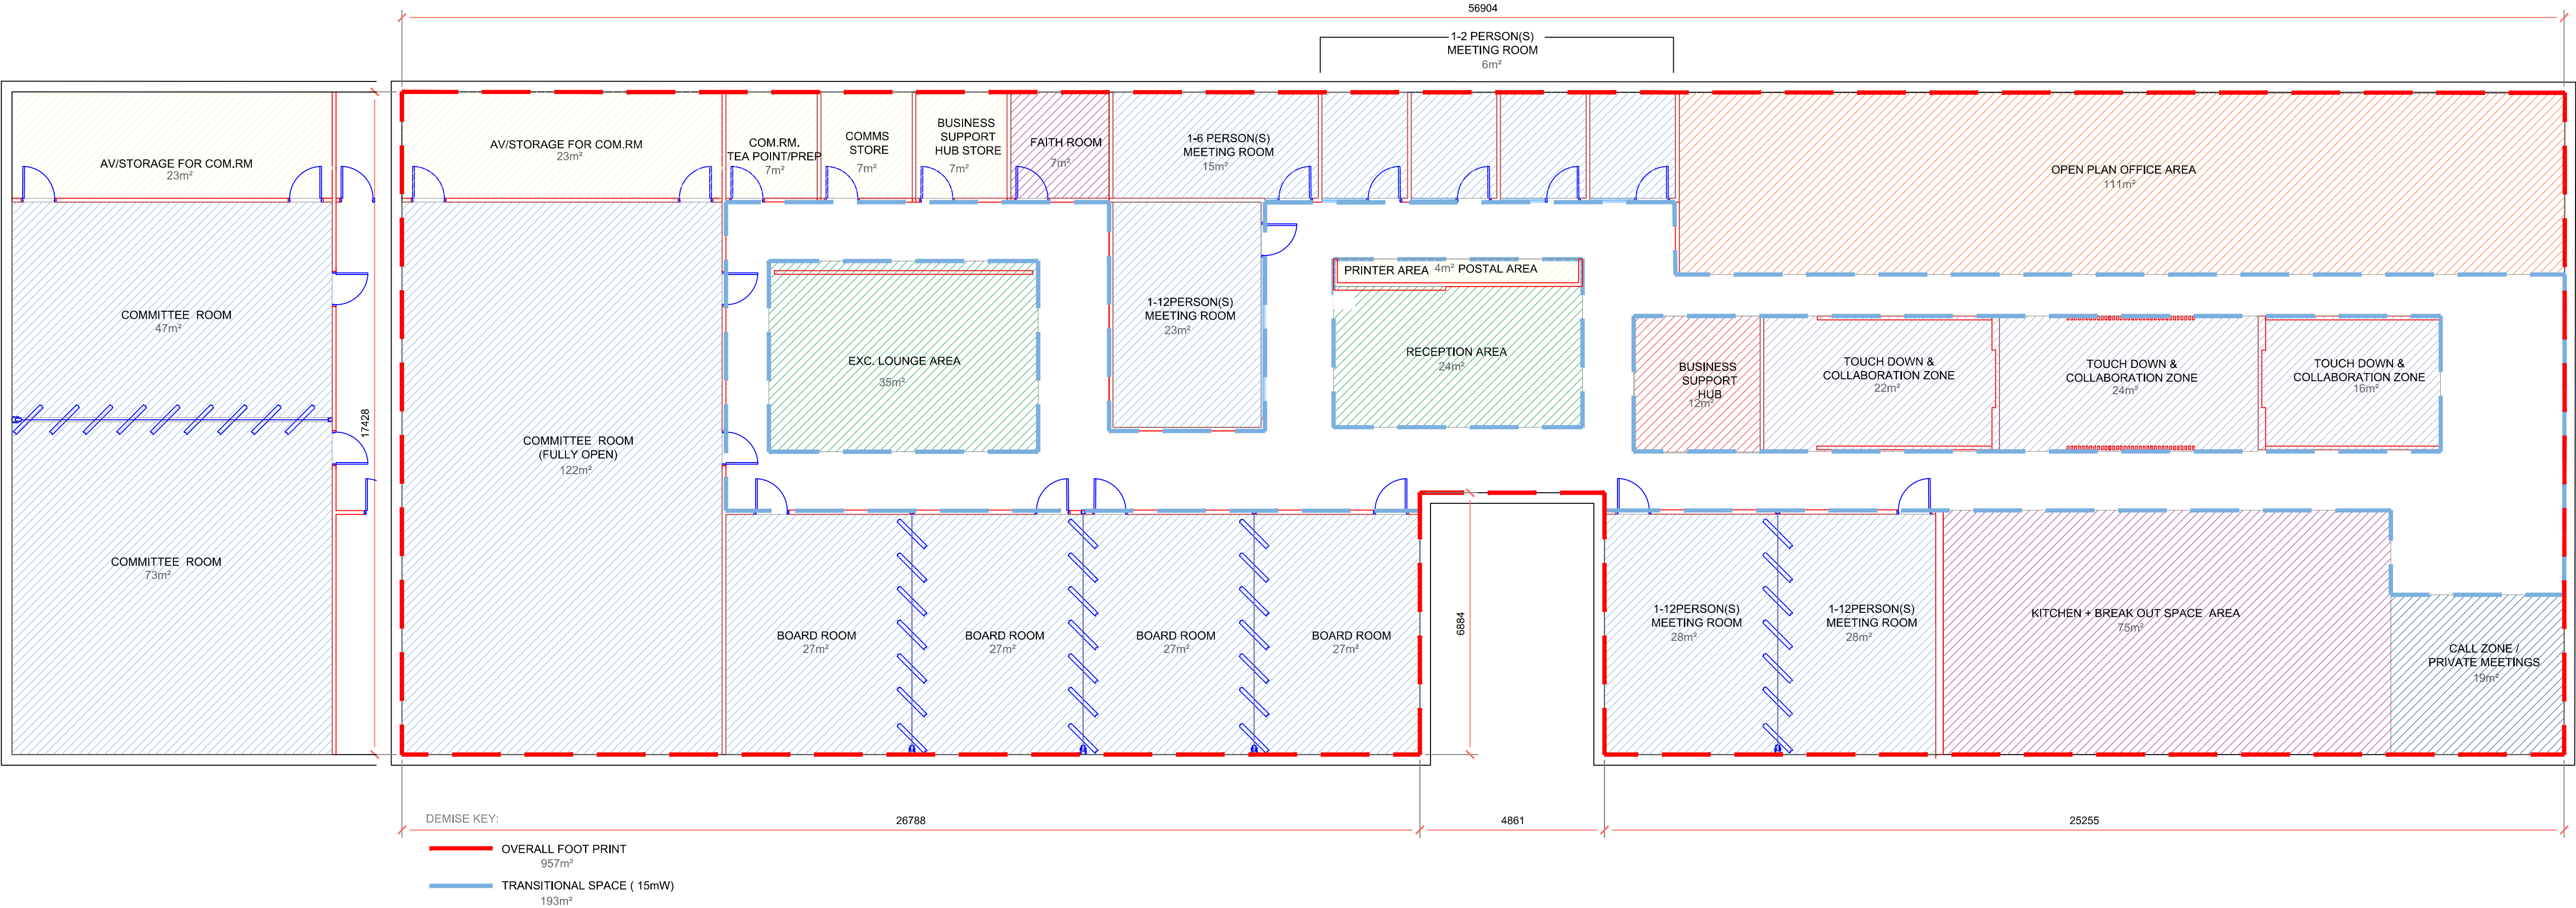 56904
1-2 PERSON(S)
MEETING ROOM
6m²
AV/STORAGE FOR COM.RM
23m²
AV/STORAGE FOR COM.RM
23m²
COM.RM.
TEA POINT/PREP
7m²
COMMS
STORE
7m²
BUSINESS
SUPPORT
HUB STORE
7m²
FAITH ROOM
7m²
1-6 PERSON(S)
MEETING ROOM
15m²
OPEN PLAN OFFICE AREA
111m²
COMMITTEE ROOM
47m²
17428
COMMITTEE ROOM
73m²
COMMITTEE ROOM
(FULLY OPEN)
122m²
EXC. LOUNGE AREA
35m²
1-12PERSON(S)
MEETING ROOM
23m²
PRINTER AREA 4m² POSTAL AREA
RECEPTION AREA
24m²
BUSINESS
SUPPORT
HUB
12m²
TOUCH DOWN &
COLLABORATION ZONE
22m²
TOUCH DOWN &
COLLABORATION ZONE
24m²
TOUCH DOWN &
COLLABORATION ZONE
16m²
BOARD ROOM
27m²
BOARD ROOM
27m²
BOARD ROOM
27m²
BOARD ROOM
27m²
6884
1-12PERSON(S)
MEETING ROOM
28m²
1-12PERSON(S)
MEETING ROOM
28m²
KITCHEN + BREAK OUT SPACE AREA
75m²
CALL ZONE /
PRIVATE MEETINGS
19m²
26788
4861
25255
DEMISE KEY:
OVERALL FOOT PRINT
957m²
TRANSITIONAL SPACE ( 15mW)
193m²